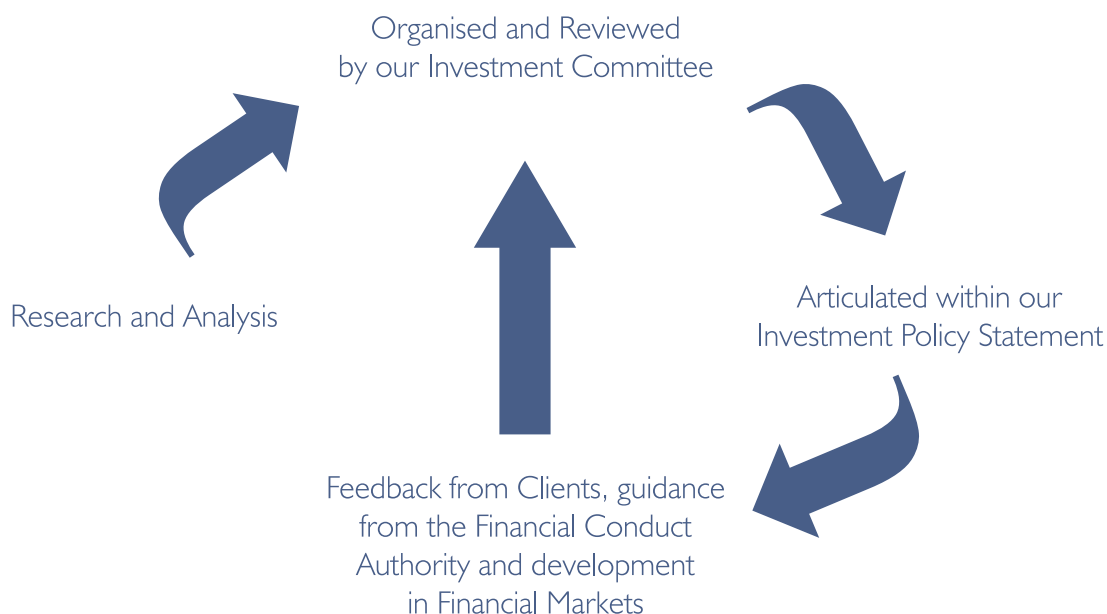 Organised and Reviewed
by our Investment Committee
Research and Analysis
Articulated within our
Investment Policy Statement
Feedback from Clients, guidance
from the Financial Conduct
Authority and development
in Financial Markets